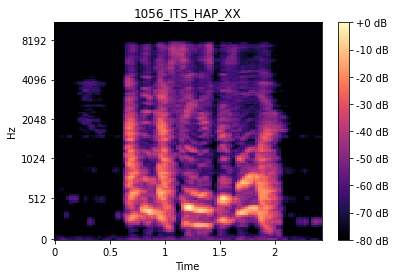 1056_ITS_HAP_XX
Hz
8192
4096
2048
1024
512
0
0
0.5
1
1.5
2
Time
+0 dB
-10 dB
-20 dB
-30 dB
-40 dB
-50 dB
-60 dB
-70 dB
-80 dB